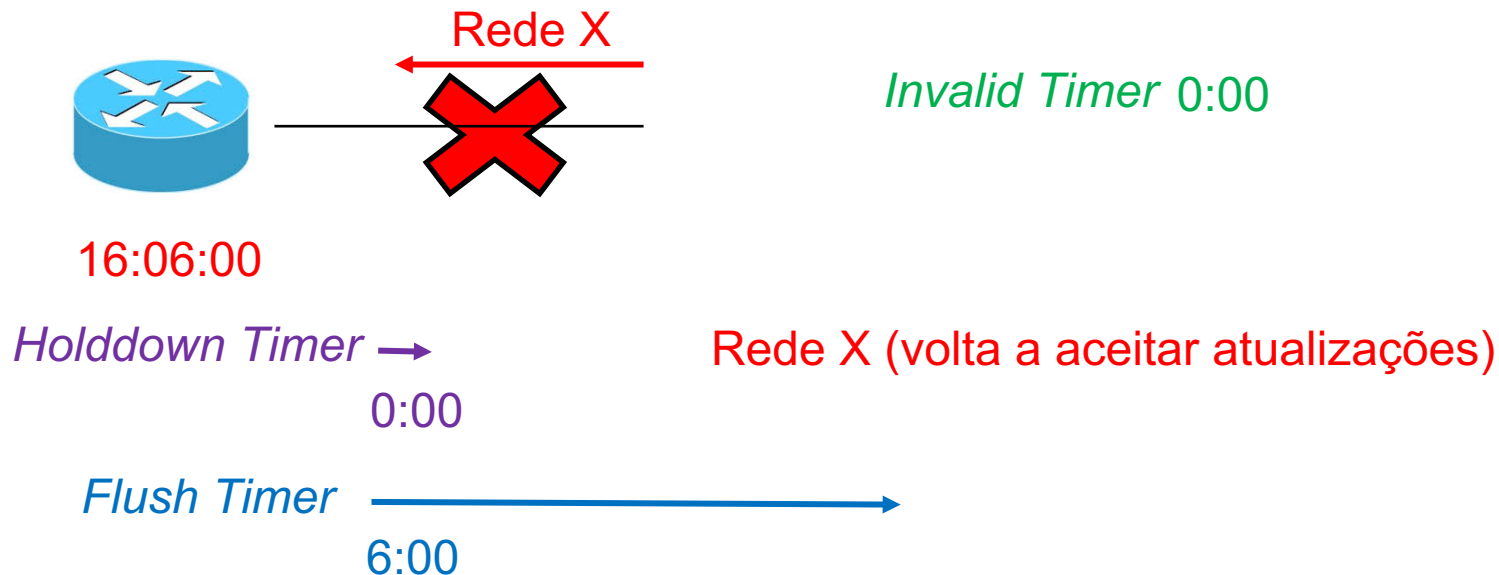 Rede X
Invalid Timer 0:00
16:06:00
Holddown Timer
Rede X (volta a aceitar atualizações)
0:00
Flush Timer
6:00